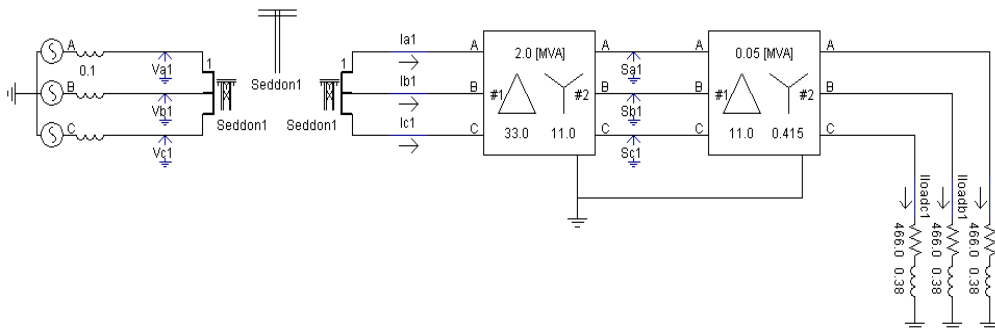 A
0.1
B
C
Va1
Vb1
Vc1
1
Seddon1
Seddon1
1
Seddon1
Ia1
Ib1
Ic1
A
B
C
2.0 [MVA]
#1
#2
33.0
11.0
A
B
C
Sa1
Sb1
Sc1
A
B
C
0.05 [MVA]
#1
#2
11.0
0.415
A
B
C
Iloadc1
Iloadb1
466.0
0.38
466.0
0.38
466.0
0.38